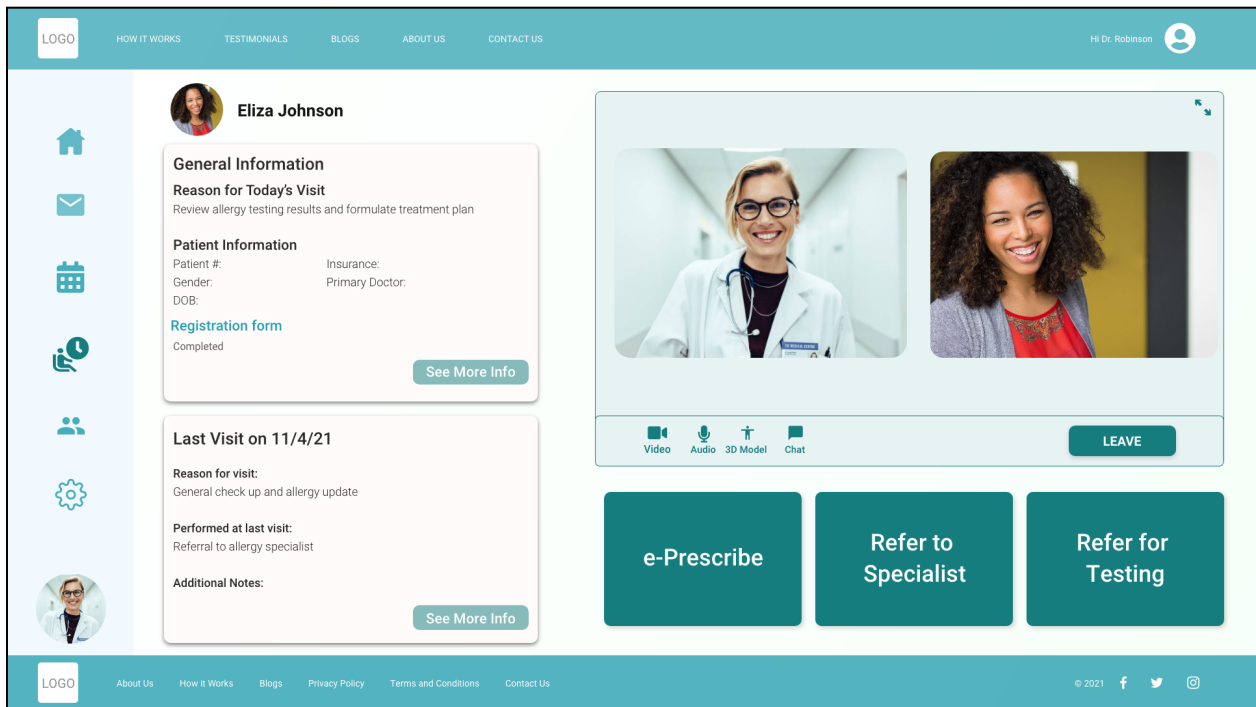 LOGO
HOW IT WORKS
TESTIMONIALS
BLOGS
ABOUT US
CONTACT US
Hi Dr. Robinson
Eliza Johnson
General Information
Reason for Today's Visit
Review allergy testing results and formulate treatment plan
Patient Information
Patient #:
Insurance:
Gender:
Primary Doctor:
DOB:
Registration form
Completed
See More Info
Last Visit on 11/4/21
Reason for visit:
General check up and allergy update
Performed at last visit:
Referral to allergy specialist
Additional Notes:
See More Info
Video
Audio
3D Model
Chat
LEAVE
e-Prescribe
Refer to
Specialist
Refer for
Testing
LOGO
About Us
How it Works
Blogs
Privacy Policy
Terms and Conditions
Contact Us
© 2021